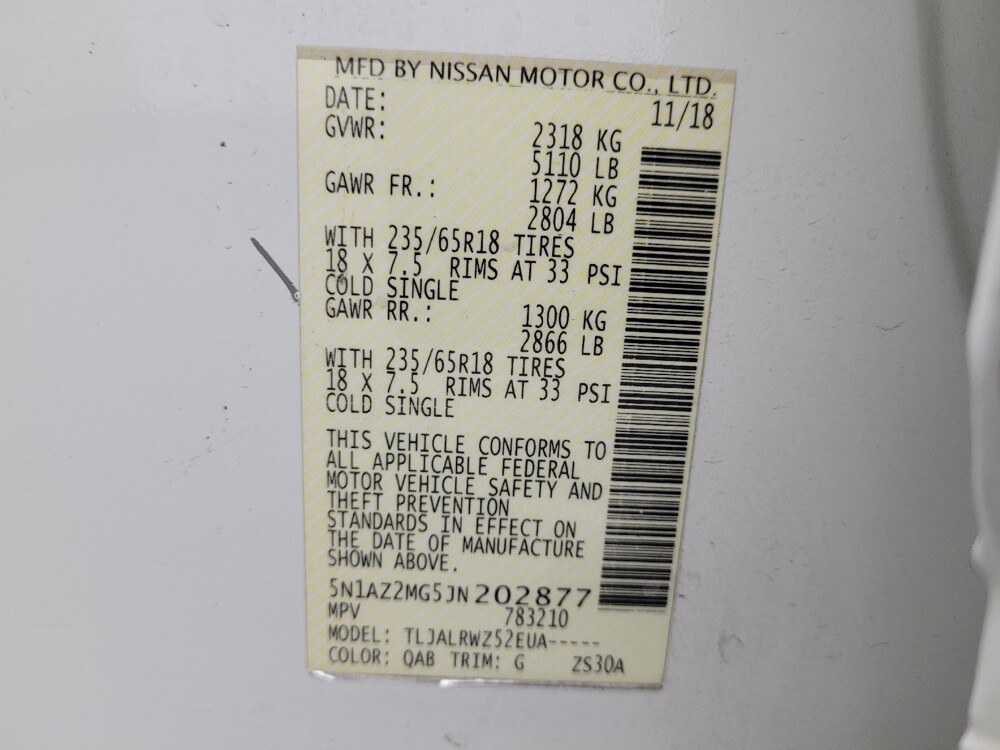 MFD BY NISSAN MOTOR CO., LTD.
DATE: 11/18
GVWR: 2318 KG
5110 LB
GAWR FR.: 1272 KG
2804 LB
WITH 235/65R18 TIRES
18 X 7.5 RIMS AT 33 PSI
COLD SINGLE
GAWR RR.: 1300 KG
2866 LB
WITH 235/65R18 TIRES
18 X 7.5 RIMS AT 33 PSI
COLD SINGLE
THIS VEHICLE CONFORMS TO
ALL APPLICABLE FEDERAL
MOTOR VEHICLE SAFETY AND
THEFT PREVENTION
STANDARDS IN EFFECT ON
THE DATE OF MANUFACTURE
SHOWN ABOVE.
5N1AZ2MG5JN202877
MPV 783210
MODEL: TLJALRWZ52EUA-----
COLOR: QAB TRIM: G ZS30A